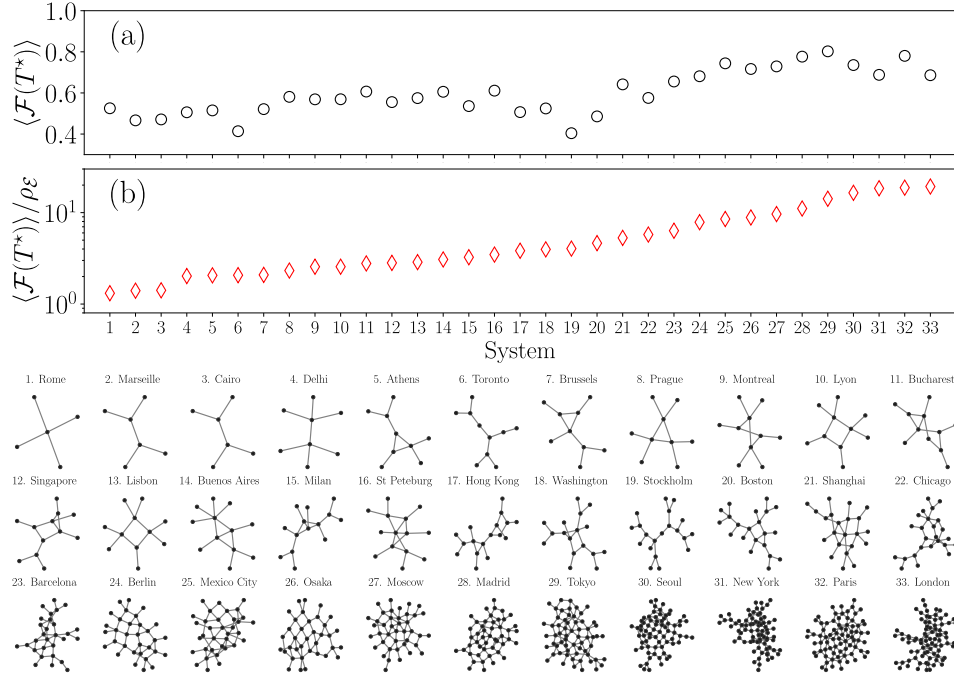 1.0
0.8
0.6
0.4
⟨F(T⋆)⟩
(a)
10¹
10⁰
⟨F(T⋆)⟩/ρ_ℰ
(b)
1 2 3 4 5 6 7 8 9 10 11 12 13 14 15 16 17 18 19 20 21 22 23 24 25 26 27 28 29 30 31 32 33
System
1. Rome 2. Marseille 3. Cairo 4. Delhi 5. Athens 6. Toronto 7. Brussels 8. Prague 9. Montreal 10. Lyon 11. Bucharest
12. Singapore 13. Lisbon 14. Buenos Aires 15. Milan 16. St Peteburg 17. Hong Kong 18. Washington 19. Stockholm 20. Boston 21. Shanghai 22. Chicago
23. Barcelona 24. Berlin 25. Mexico City 26. Osaka 27. Moscow 28. Madrid 29. Tokyo 30. Seoul 31. New York 32. Paris 33. London